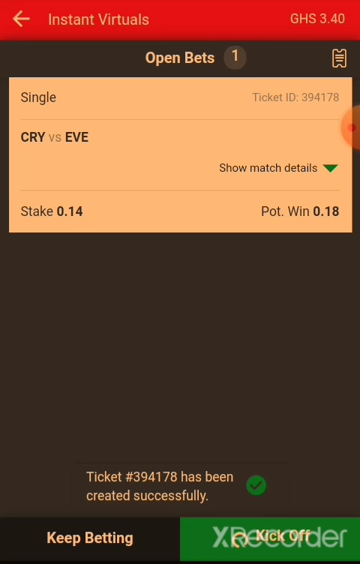 Instant Virtuals GHS 3.40
Open Bets 1
Single Ticket ID: 394178
CRY vs EVE
Show match details
Stake 0.14 Pot. Win 0.18
Ticket #394178 has been
created successfully.
Keep Betting Kick Off
XRecorder